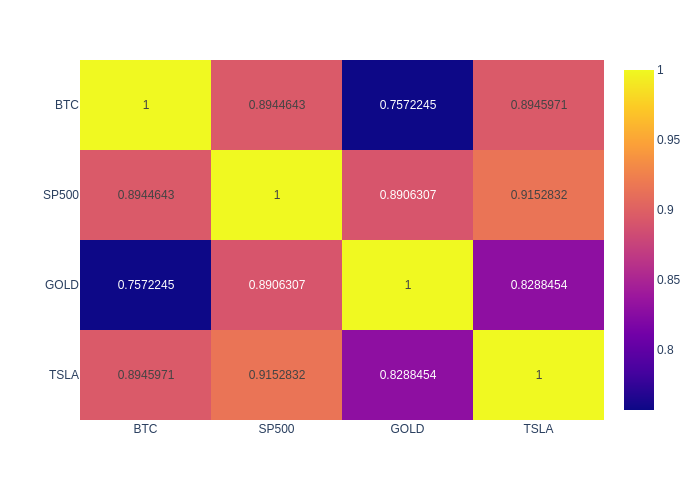 BTC 1 0.8944643 0.7572245 0.8945971
SP500 0.8944643 1 0.8906307 0.9152832
GOLD 0.7572245 0.8906307 1 0.8288454
TSLA 0.8945971 0.9152832 0.8288454 1
BTC SP500 GOLD TSLA
1
0.95
0.9
0.85
0.8